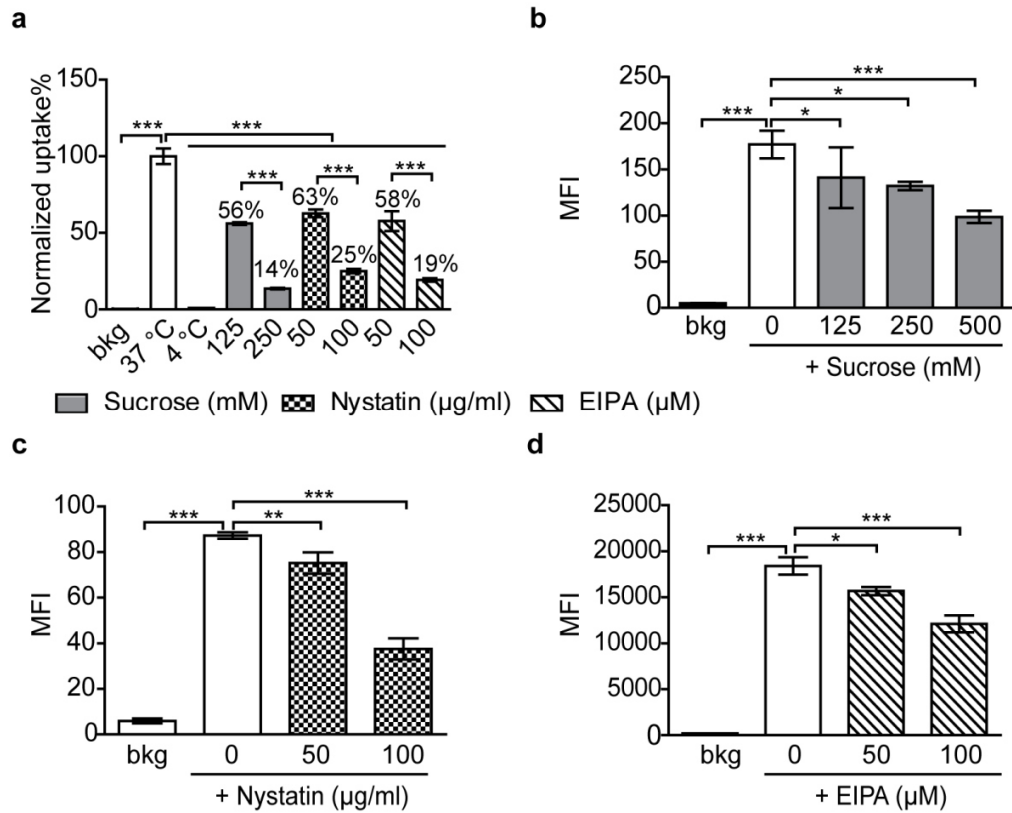 a
Normalized uptake%
150
100
50
0
***
***
***
***
***
56%
14%
63%
25%
58%
19%
bkg
37 °C
4 °C
125
250
50
100
50
100
Sucrose (mM)
Nystatin (µg/ml)
EIPA (µM)
b
MFI
250
200
150
100
50
0
***
*
***
*
bkg
0
125
250
500
+ Sucrose (mM)
c
MFI
100
80
60
40
20
0
***
***
**
bkg
0
50
100
+ Nystatin (µg/ml)
d
MFI
25000
20000
15000
10000
5000
0
***
***
*
bkg
0
50
100
+ EIPA (µM)